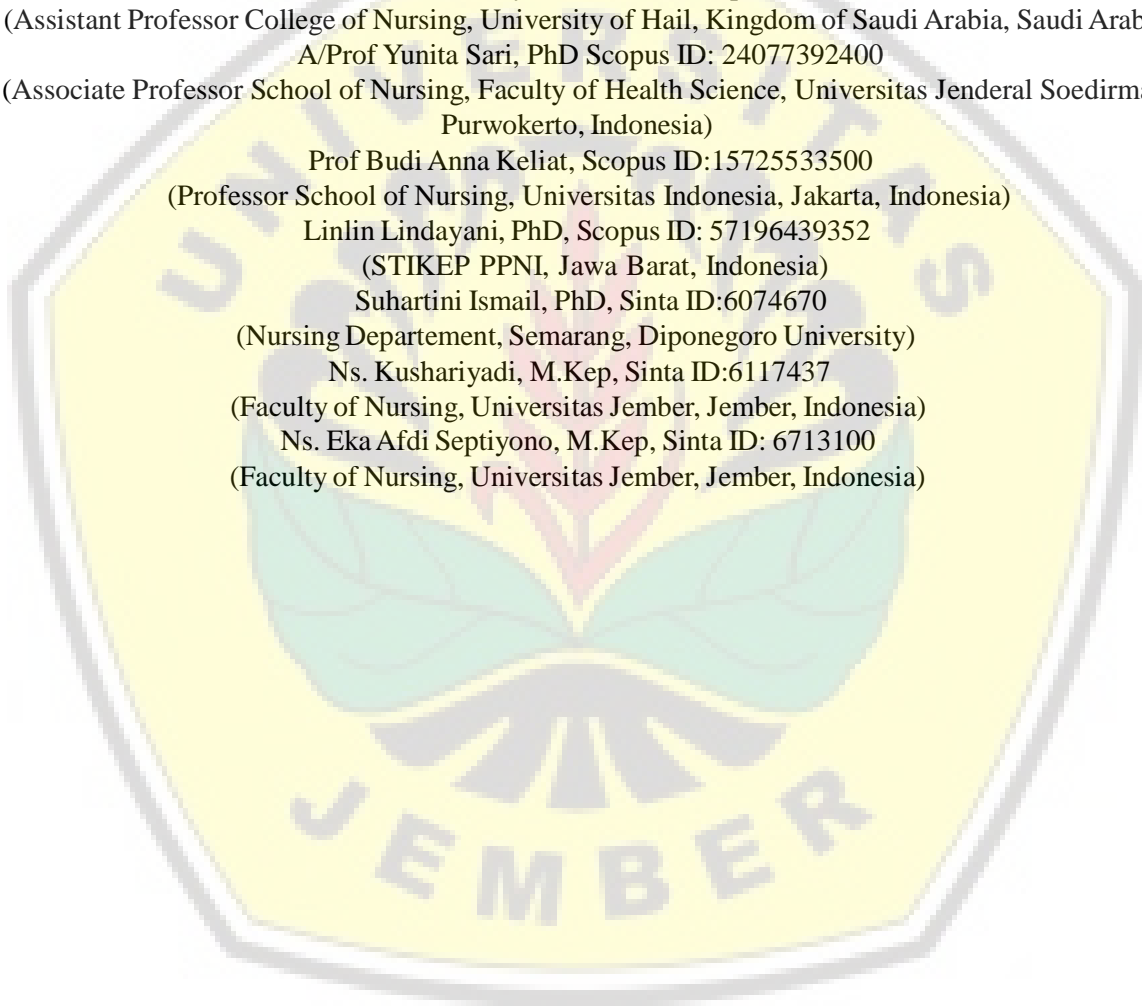 (Assistant Professor College of Nursing, University of Hail, Kingdom of Saudi Arabia, Saudi Arab
A/Prof Yunita Sari, PhD Scopus ID: 24077392400
(Associate Professor School of Nursing, Faculty of Health Science, Universitas Jenderal Soedirma
Purwokerto, Indonesia)
Prof Budi Anna Keliat, Scopus ID:15725533500
(Professor School of Nursing, Universitas Indonesia, Jakarta, Indonesia)
Linlin Lindayani, PhD, Scopus ID: 57196439352
(STIKEP PPNI, Jawa Barat, Indonesia)
Suhartini Ismail, PhD, Sinta ID:6074670
(Nursing Departement, Semarang, Diponegoro University)
Ns. Kushariyadi, M.Kep, Sinta ID:6117437
(Faculty of Nursing, Universitas Jember, Jember, Indonesia)
Ns. Eka Afdi Septiyono, M.Kep, Sinta ID: 6713100
(Faculty of Nursing, Universitas Jember, Jember, Indonesia)
UNIVERSITAS
JEMBER